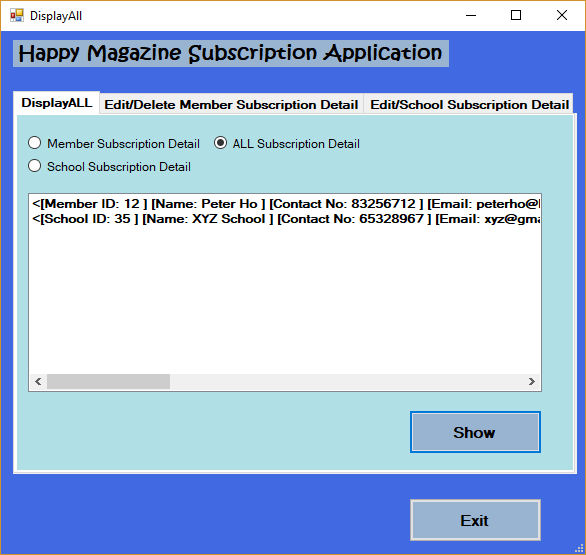 DisplayAll
Happy Magazine Subscription Application
DisplayALL Edit/Delete Member Subscription Detail Edit/School Subscription Detail
Member Subscription Detail ALL Subscription Detail
School Subscription Detail
<[Member ID: 12 ] [Name: Peter Ho ] [Contact No: 83256712 ] [Email: peterho@
<[School ID: 35 ] [Name: XYZ School ] [Contact No: 65328967 ] [Email: xyz@gma
Show
Exit